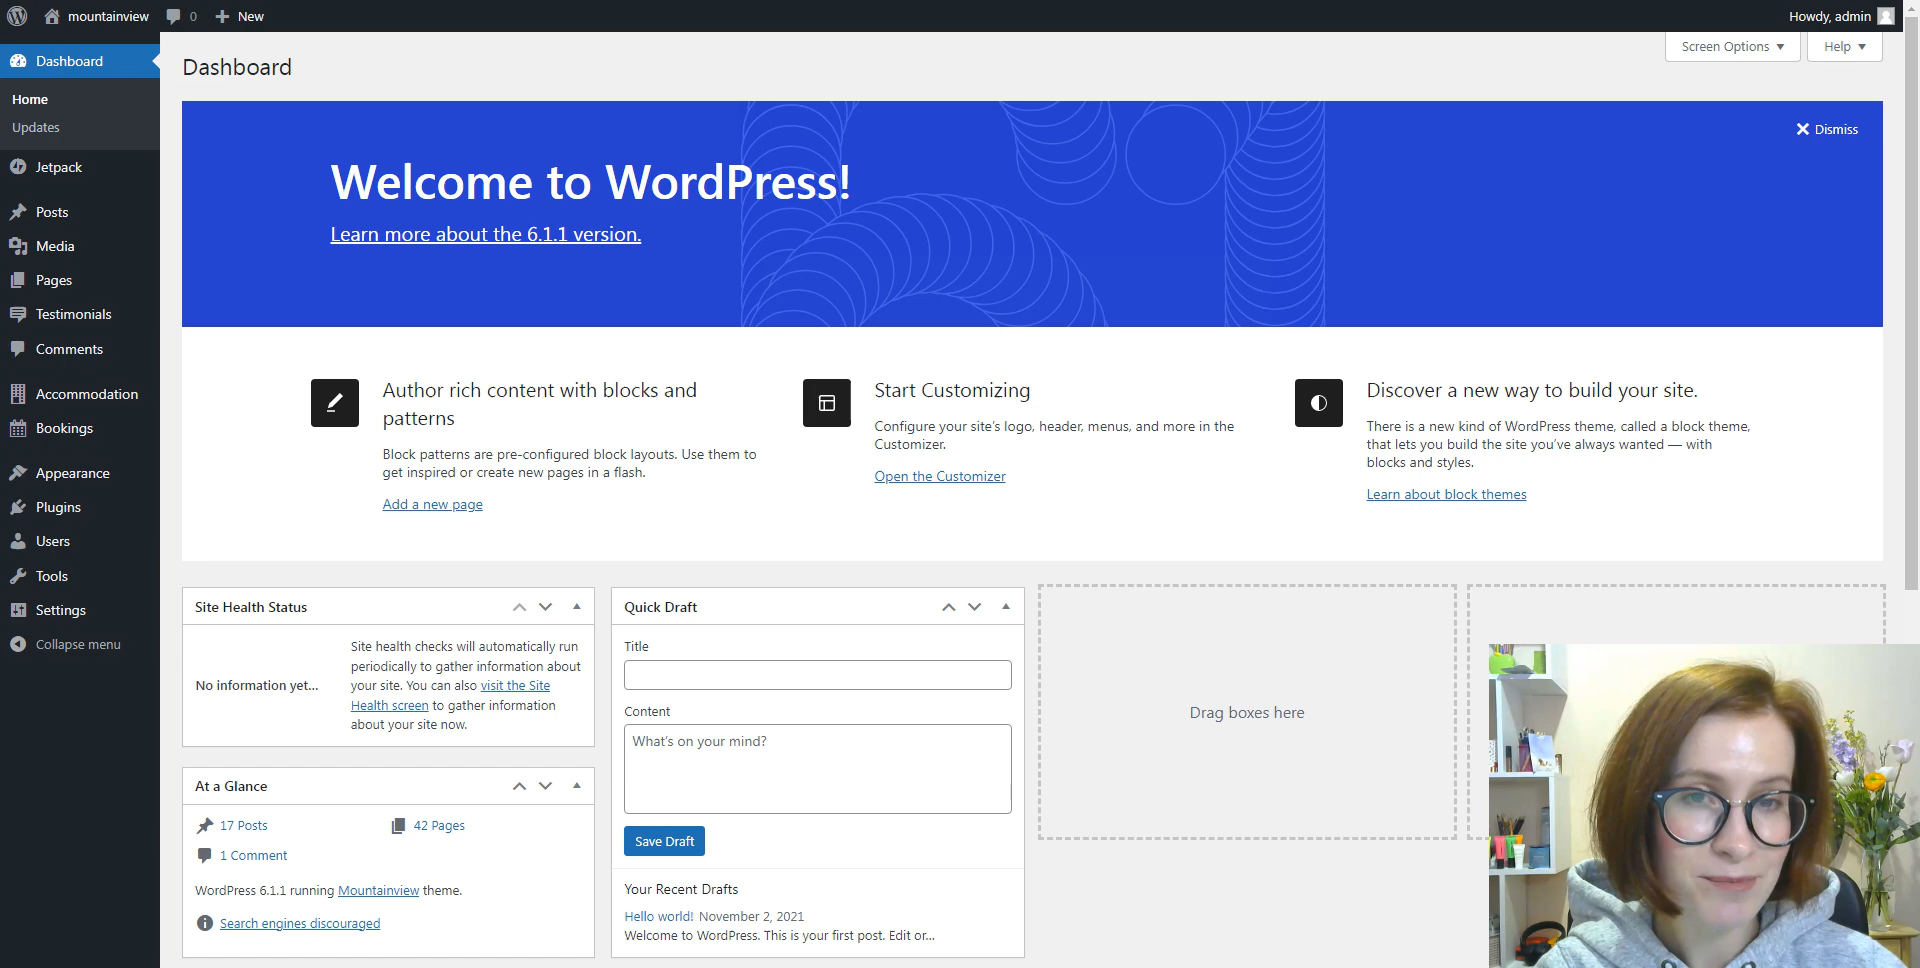 mountainview
0
New
Howdy, admin
Dashboard
Home
Updates
Jetpack
Posts
Media
Pages
Testimonials
Comments
Accommodation
Bookings
Appearance
Plugins
Users
Tools
Settings
Collapse menu
Screen Options
Help
Dashboard
Dismiss
Welcome to WordPress!
Learn more about the 6.1.1 version.
Author rich content with blocks and
patterns
Block patterns are pre-configured block layouts. Use them to
get inspired or create new pages in a flash.
Add a new page
Start Customizing
Configure your site's logo, header, menus, and more in the
Customizer.
Open the Customizer
Discover a new way to build your site.
There is a new kind of WordPress theme, called a block theme,
that lets you build the site you've always wanted — with
blocks and styles.
Learn about block themes
Site Health Status
No information yet...
Site health checks will automatically run
periodically to gather information about
your site. You can also visit the Site
Health screen to gather information
about your site now.
At a Glance
17 Posts
42 Pages
1 Comment
WordPress 6.1.1 running Mountainview theme.
Search engines discouraged
Quick Draft
Title
Content
What's on your mind?
Save Draft
Your Recent Drafts
Hello world! November 2, 2021
Welcome to WordPress. This is your first post. Edit or...
Drag boxes here